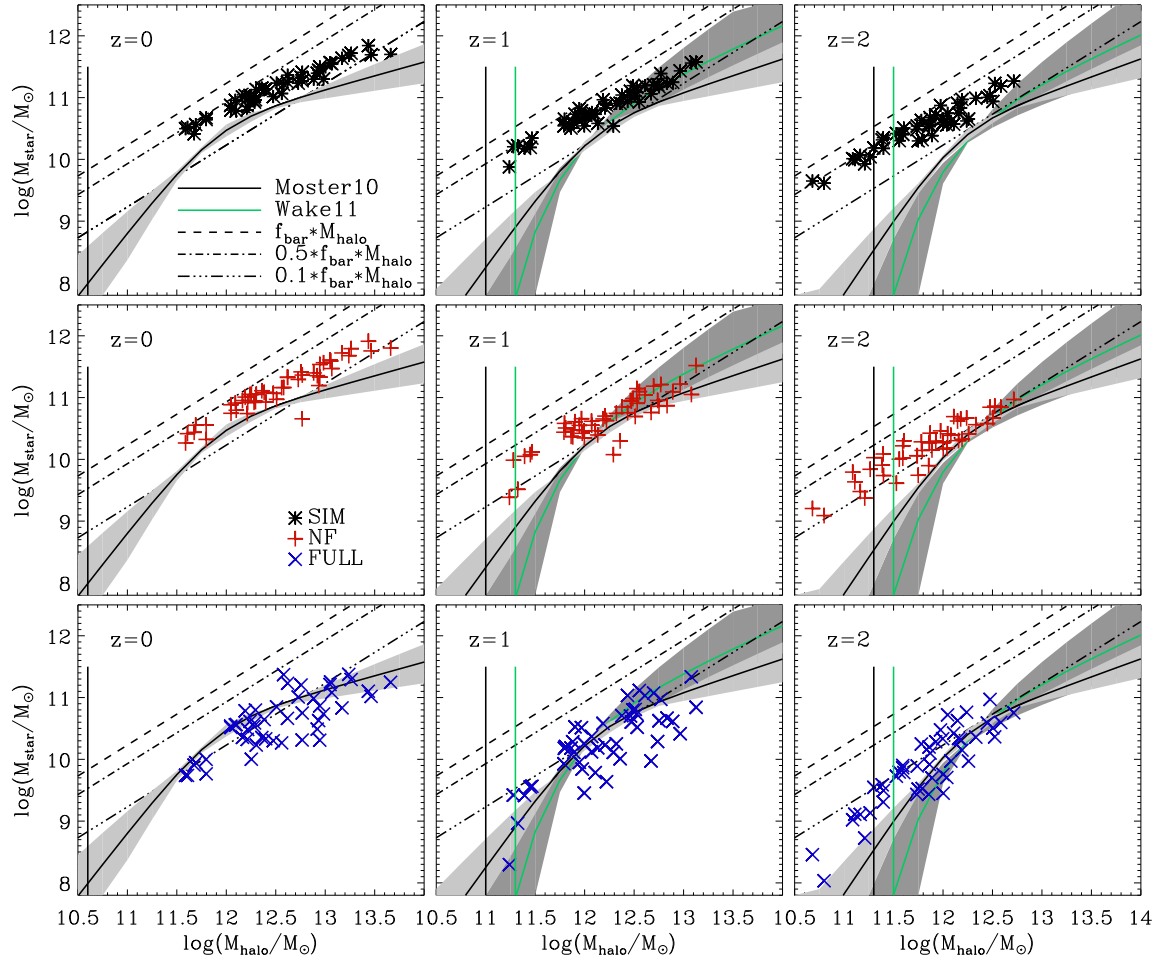 12
11
10
9
8
log(M_star/M_⊙)
z=0
Moster10
Wake11
f_bar*M_halo
0.5*f_bar*M_halo
0.1*f_bar*M_halo
z=1
z=2
12
11
10
9
8
log(M_star/M_⊙)
z=0
SIM
NF
FULL
z=1
z=2
12
11
10
9
8
log(M_star/M_⊙)
z=0
z=1
z=2
10.5 11 11.5 12 12.5 13 13.5
10.5 11 11.5 12 12.5 13 13.5
10.5 11 11.5 12 12.5 13 13.5 14
log(M_halo/M_⊙)
log(M_halo/M_⊙)
log(M_halo/M_⊙)